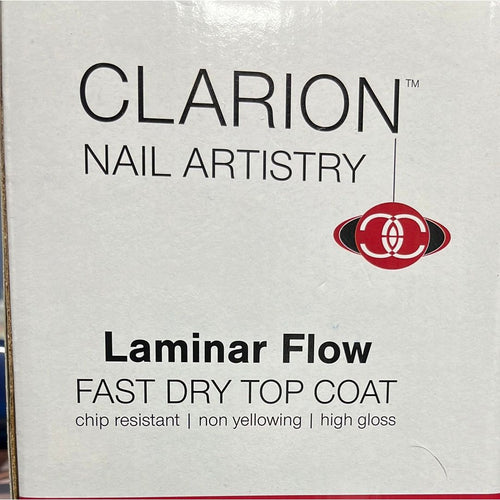 CLARION™
NAIL ARTISTRY
Laminar Flow
FAST DRY TOP COAT
chip resistant | non yellowing | high gloss